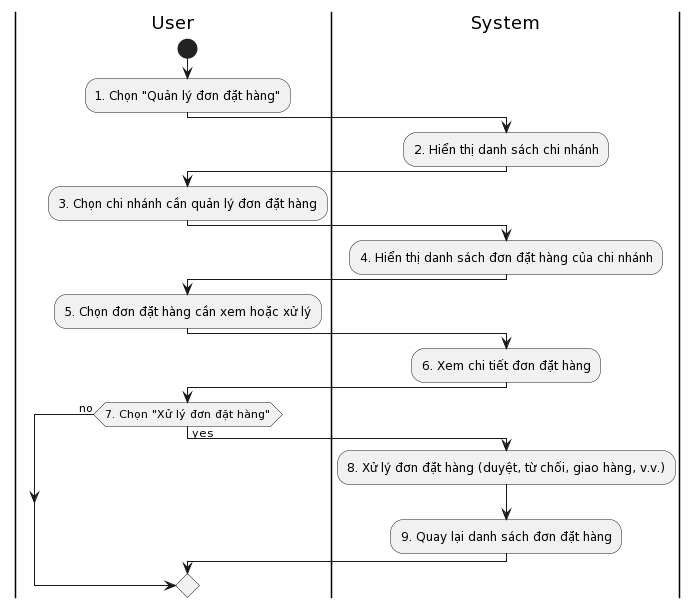 User
System
1. Chọn "Quản lý đơn đặt hàng"
2. Hiển thị danh sách chi nhánh
3. Chọn chi nhánh cần quản lý đơn đặt hàng
4. Hiển thị danh sách đơn đặt hàng của chi nhánh
5. Chọn đơn đặt hàng cần xem hoặc xử lý
6. Xem chi tiết đơn đặt hàng
no
7. Chọn "Xử lý đơn đặt hàng"
yes
8. Xử lý đơn đặt hàng (duyệt, từ chối, giao hàng, v.v.)
9. Quay lại danh sách đơn đặt hàng